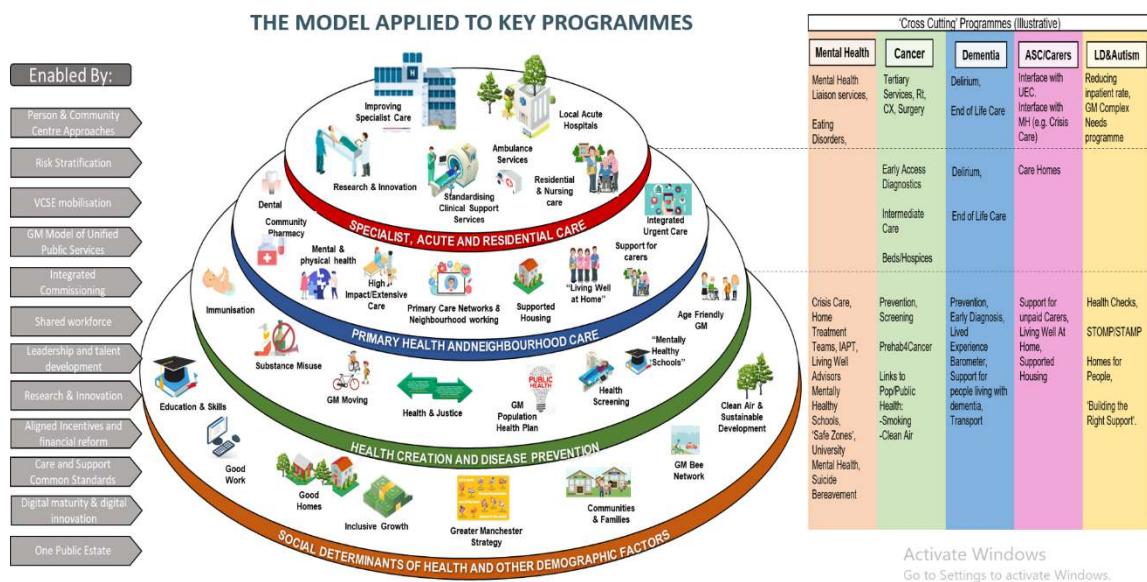 THE MODEL APPLIED TO KEY PROGRAMMES
Enabled By:
Person & Community
Centre Approaches
Risk Stratification
VCSE mobilisation
GM Model of Unified
Public Services
Integrated
Commissioning
Shared workforce
Leadership and talent
development
Research & Innovation
Aligned Incentives and
financial reform
Care and Support
Common Standards
Digital maturity & digital
innovation
One Public Estate
H
Improving
Specialist Care
Local Acute
Hospitals
Ambulance
Services
Research & Innovation
Standardising
Clinical Support
Services
Residential
& Nursing
care
SPECIALIST, ACUTE AND RESIDENTIAL CARE
Dental
Community
Pharmacy
Mental &
physical health
High
Impact/Extensive
Care
Primary Care Networks &
Neighbourhood working
Supported
Housing
"Living Well
at Home"
Support for
carers
Integrated
Urgent Care
PRIMARY HEALTH ANDNEIGHBOURHOOD CARE
Immunisation
Substance Misuse
GM Moving
Health & Justice
PUBLIC
HEALTH
GM
Population
Health Plan
Health
Screening
"Mentally
Healthy
Schools"
Age Friendly
GM
HEALTH CREATION AND DISEASE PREVENTION
Education & Skills
Good
Work
Good
Homes
Inclusive Growth
Greater Manchester
Strategy
Communities
& Families
GM Bee
Network
Clean Air &
Sustainable
Development
SOCIAL DETERMINANTS OF HEALTH AND OTHER DEMOGRAPHIC FACTORS
'Cross Cutting' Programmes (Illustrative)
Mental Health
Mental Health
Liaison services,
Eating
Disorders,
Crisis Care,
Home
Treatment
Teams, IAPT,
Living Well
Advisors
Mentally
Healthy
Schools,
'Safe Zones',
University
Mental Health,
Suicide
Bereavement
Cancer
Tertiary
Services, Rt,
CX, Surgery
Early Access
Diagnostics
Intermediate
Care
Beds/Hospices
Prevention,
Screening
Prehab4Cancer
Links to
Pop/Public
Health:
-Smoking
-Clean Air
Dementia
Delirium,
End of Life Care
Delirium,
End of Life Care
Prevention,
Early Diagnosis,
Lived
Experience
Barometer,
Support for
people living with
dementia,
Transport
ASC/Carers
Interface with
UEC.
Interface with
MH (e.g. Crisis
Care)
Care Homes
Support for
unpaid Carers,
Living Well At
Home,
Supported
Housing
LD&Autism
Reducing
inpatient rate,
GM Complex
Needs
programme
Health Checks,
STOMP/STAMP
Homes for
People,
'Building the
Right Support'.
Activate Windows
Go to Settings to activate Windows.